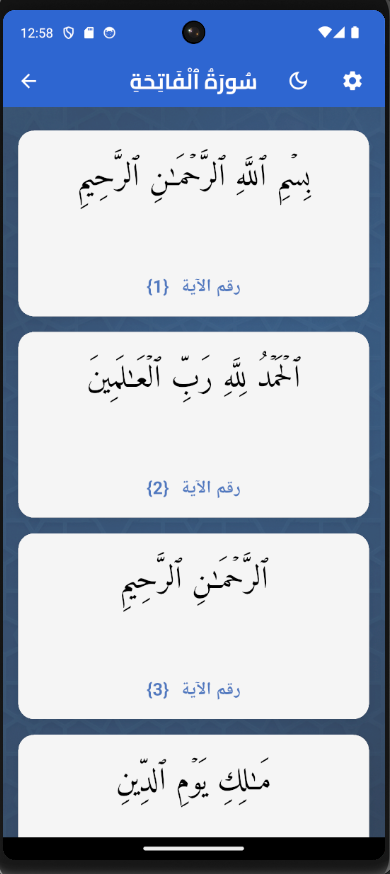 12:58
سُورَةُ ٱلْفَاتِحَةِ
بِسْمِ ٱللَّهِ ٱلرَّحْمَـٰنِ ٱلرَّحِيمِ
رقم الآية {1}
ٱلْحَمْدُ لِلَّهِ رَبِّ ٱلْعَـٰلَمِينَ
رقم الآية {2}
ٱلرَّحْمَـٰنِ ٱلرَّحِيمِ
رقم الآية {3}
مَـٰلِكِ يَوْمِ ٱلدِّينِ